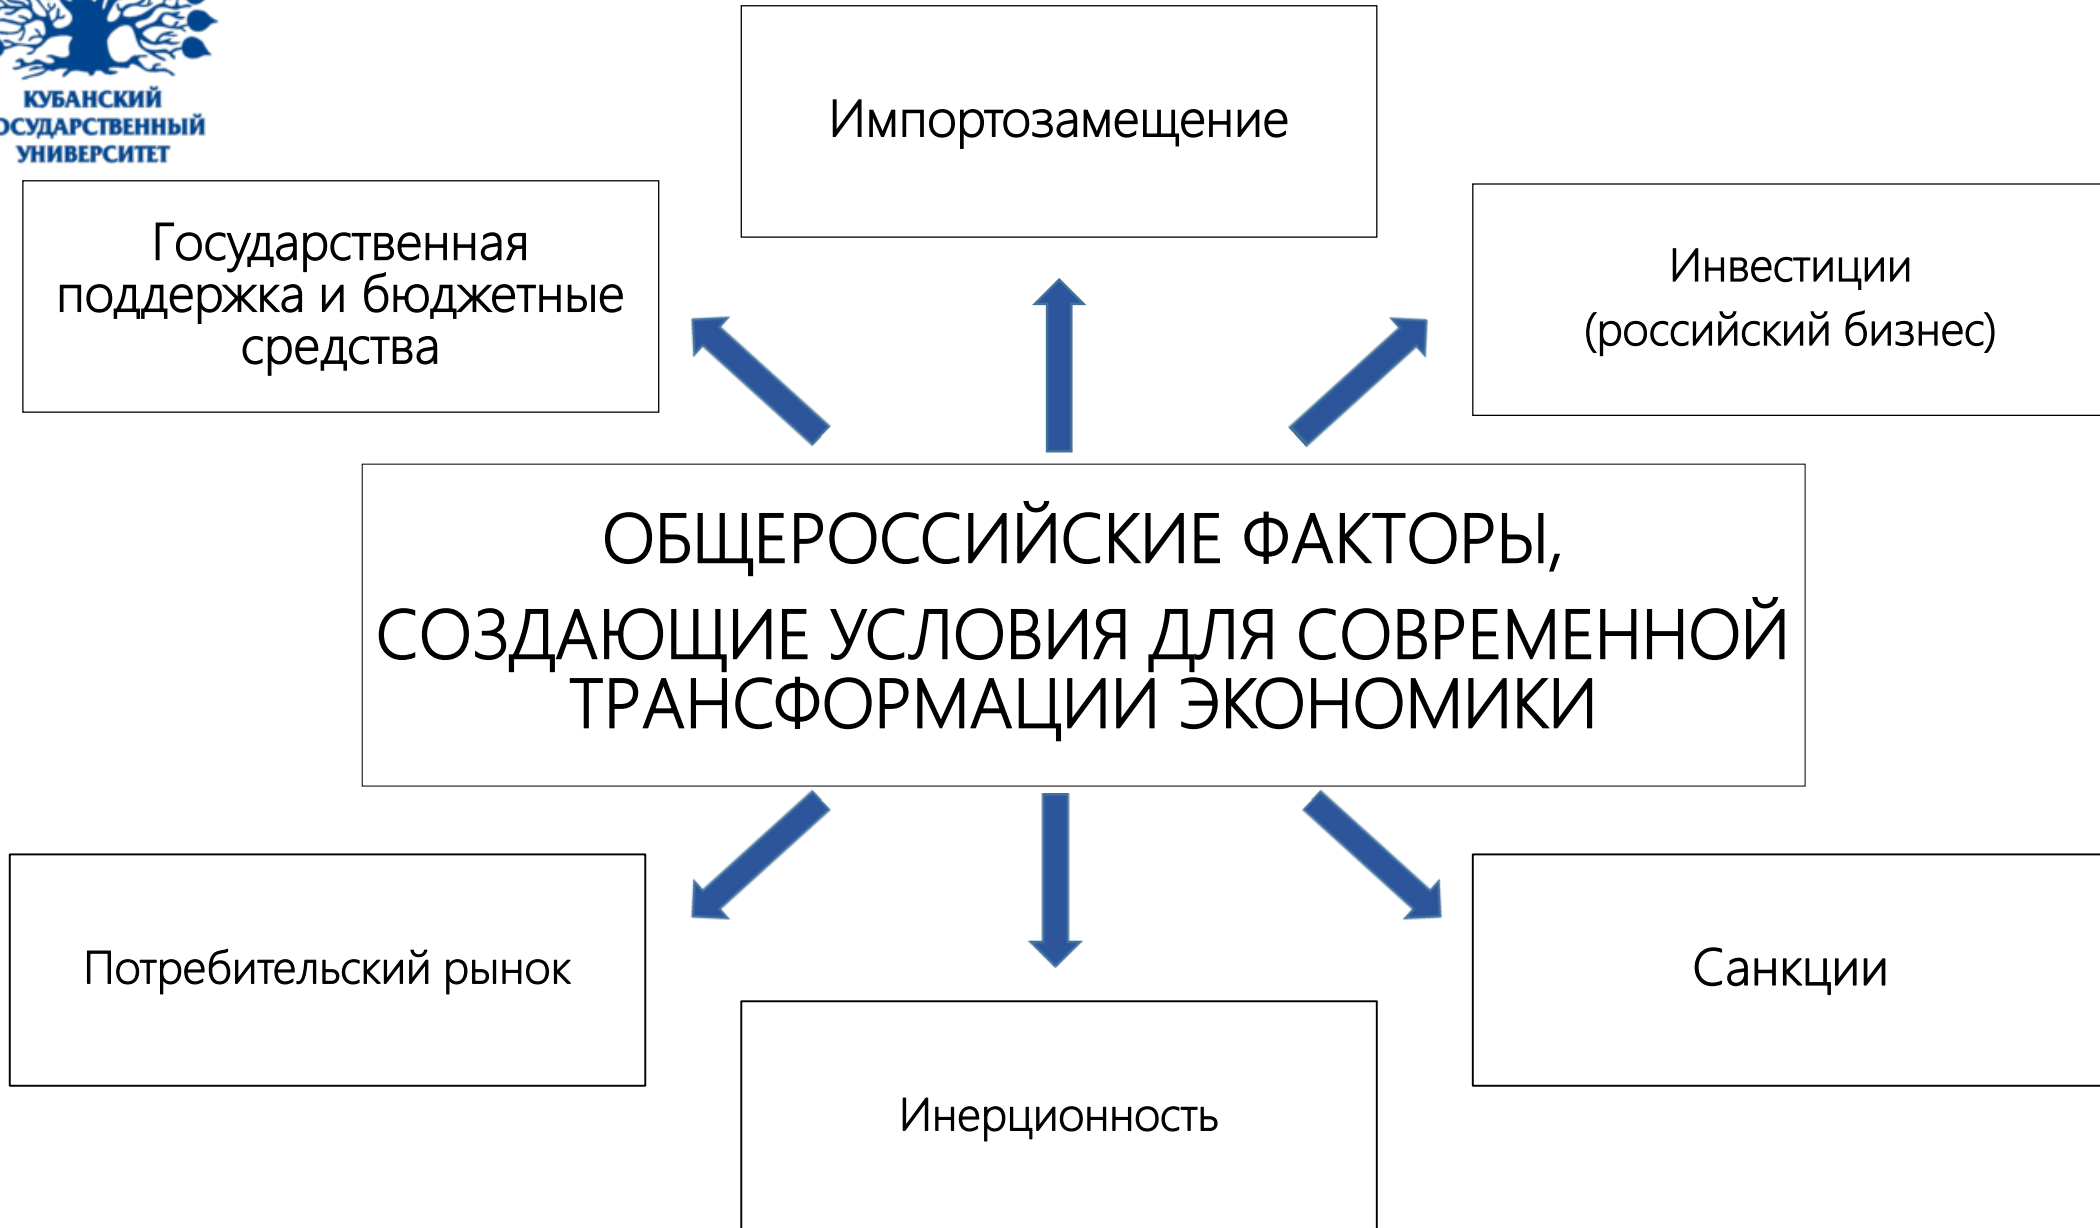 КУБАНСКИЙ
ОСУДАРСТВЕННЫЙ
УНИВЕРСИТЕТ
Импортозамещение
Государственная
поддержка и бюджетные
средства
Инвестиции
(российский бизнес)
ОБЩЕРОССИЙСКИЕ ФАКТОРЫ,
СОЗДАЮЩИЕ УСЛОВИЯ ДЛЯ СОВРЕМЕННОЙ
ТРАНСФОРМАЦИИ ЭКОНОМИКИ
Потребительский рынок
Санкции
Инерционность